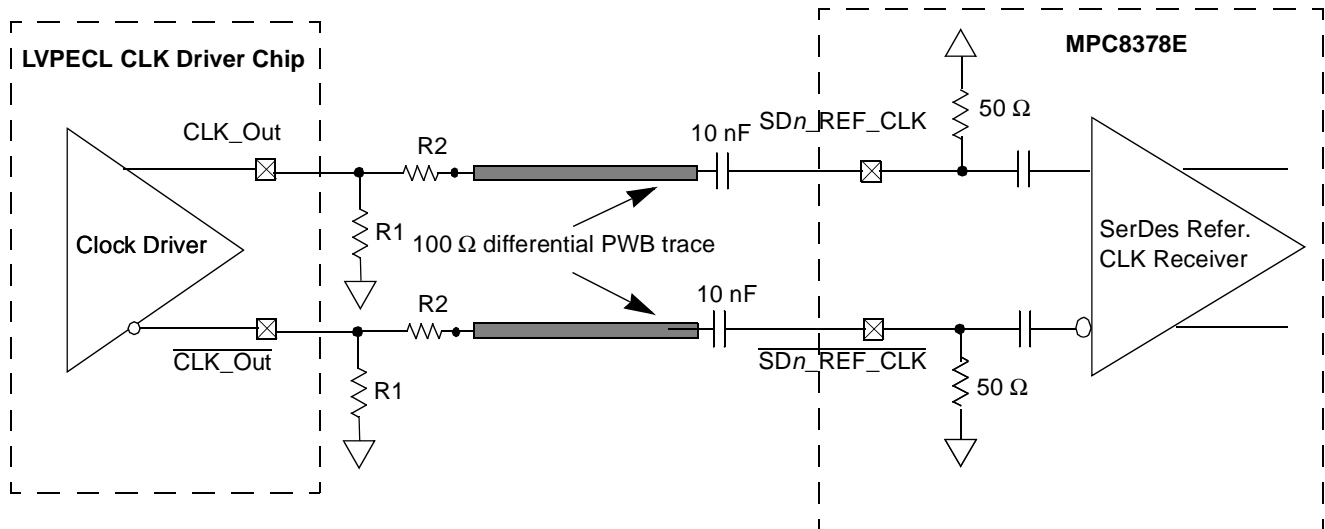 LVPECL CLK Driver Chip
MPC8378E
CLK_Out
R2
10 nF
SDn_REF_CLK
50 Ω
Clock Driver
R1
100 Ω differential PWB trace
SerDes Refer.
CLK Receiver
R2
10 nF
CLK_Out
SDn_REF_CLK
R1
50 Ω